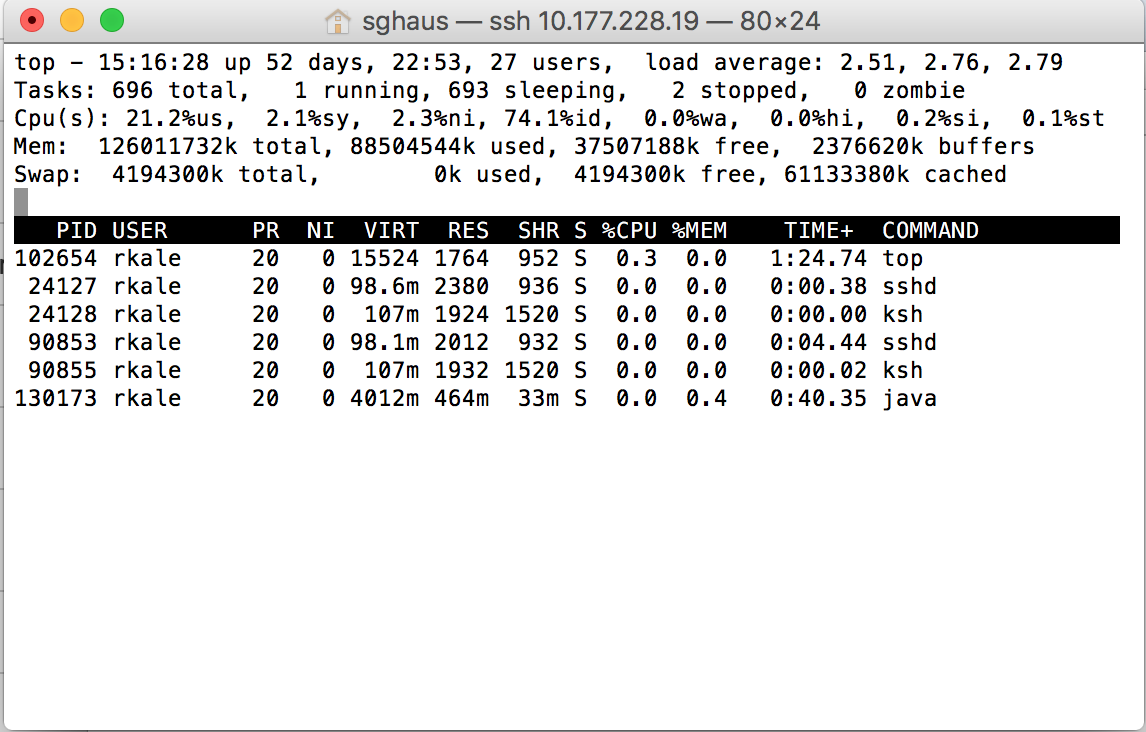 sghaus — ssh 10.177.228.19 — 80×24
top - 15:16:28 up 52 days, 22:53, 27 users,  load average: 2.51, 2.76, 2.79
Tasks: 696 total,   1 running, 693 sleeping,   2 stopped,   0 zombie
Cpu(s): 21.2%us,  2.1%sy,  2.3%ni, 74.1%id,  0.0%wa,  0.0%hi,  0.2%si,  0.1%st
Mem:  126011732k total, 88504544k used, 37507188k free,  2376620k buffers
Swap:  4194300k total,        0k used,  4194300k free, 61133380k cached
   PID USER      PR  NI  VIRT  RES  SHR S %CPU %MEM    TIME+  COMMAND
102654 rkale     20   0 15524 1764  952 S  0.3  0.0   1:24.74 top
 24127 rkale     20   0 98.6m 2380  936 S  0.0  0.0   0:00.38 sshd
 24128 rkale     20   0  107m 1924 1520 S  0.0  0.0   0:00.00 ksh
 90853 rkale     20   0 98.1m 2012  932 S  0.0  0.0   0:04.44 sshd
 90855 rkale     20   0  107m 1932 1520 S  0.0  0.0   0:00.02 ksh
130173 rkale     20   0 4012m 464m  33m S  0.0  0.4   0:40.35 java